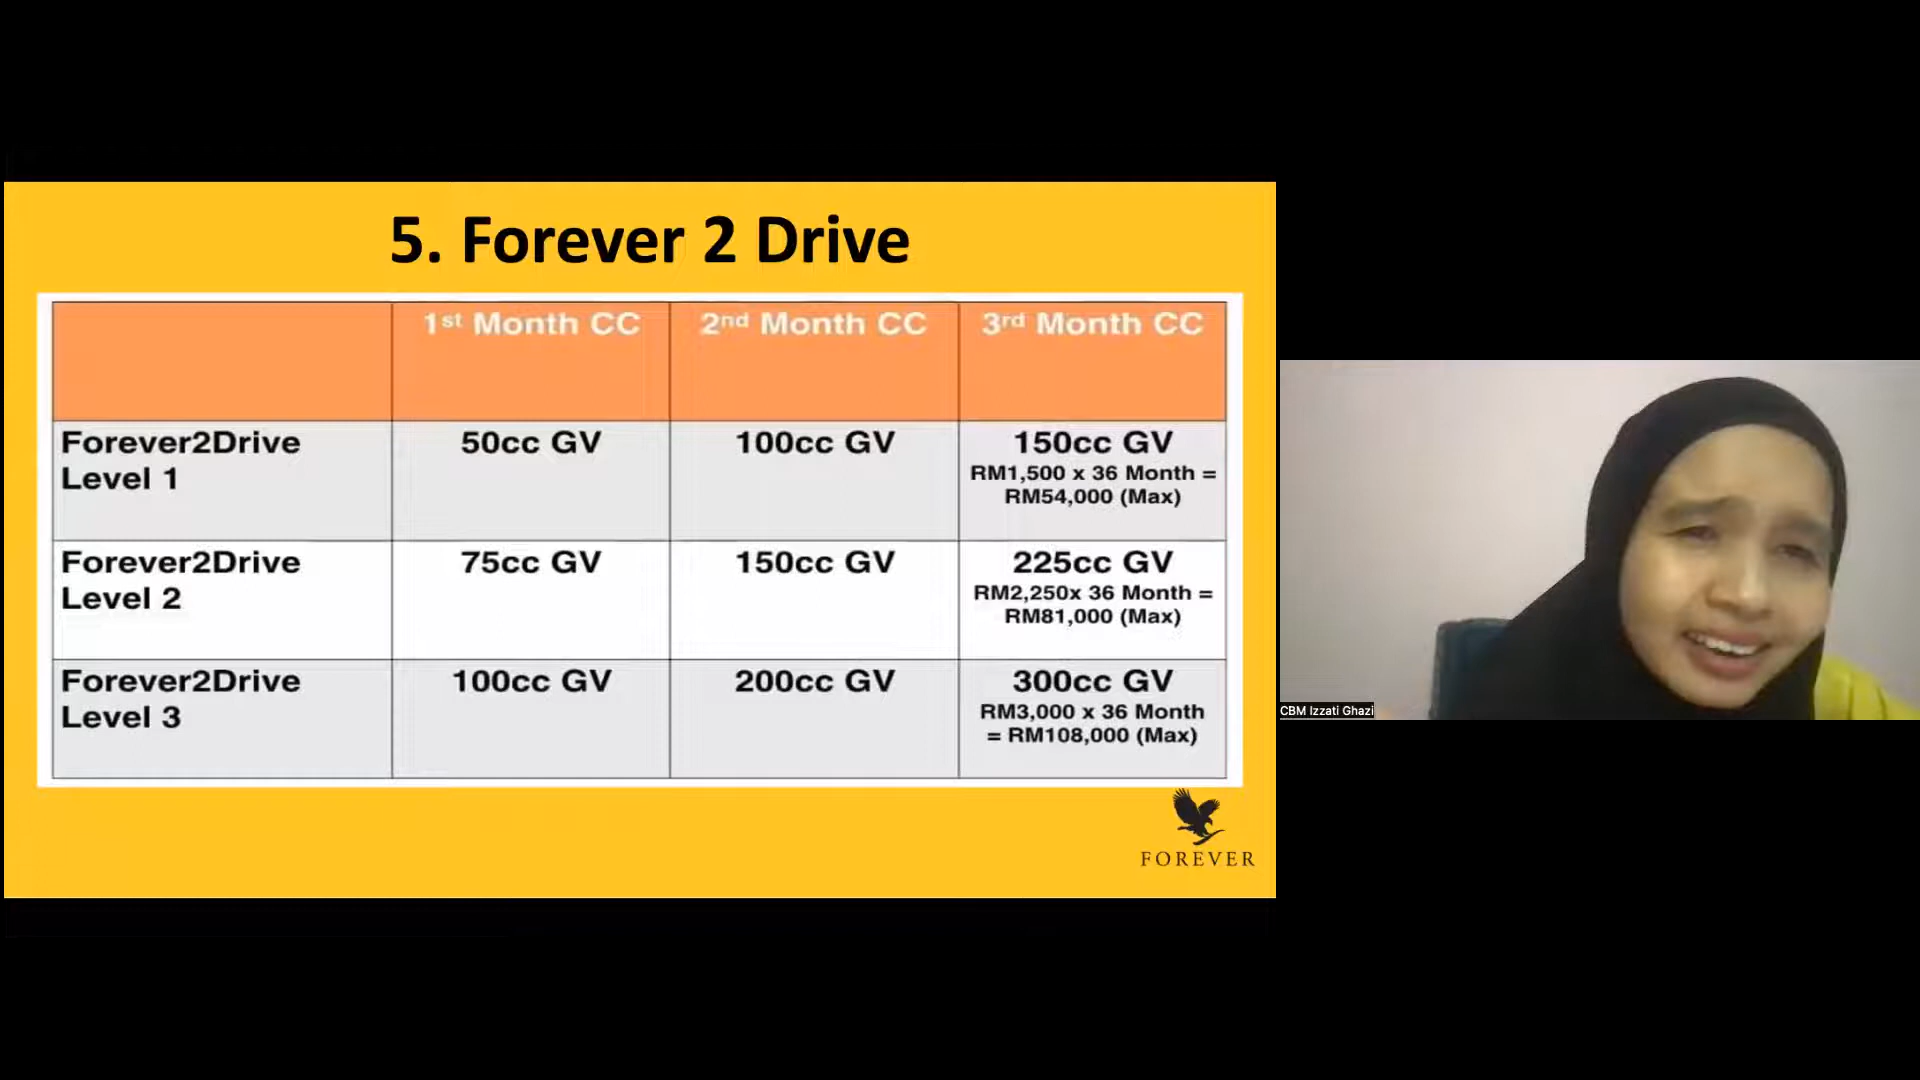 5. Forever 2 Drive
1st Month CC
2nd Month CC
3rd Month CC
Forever2Drive
Level 1
50cc GV
100cc GV
150cc GV
RM1,500 x 36 Month =
RM54,000 (Max)
Forever2Drive
Level 2
75cc GV
150cc GV
225cc GV
RM2,250x 36 Month =
RM81,000 (Max)
Forever2Drive
Level 3
100cc GV
200cc GV
300cc GV
RM3,000 x 36 Month
= RM108,000 (Max)
FOREVER
CBM Izzati Ghazi